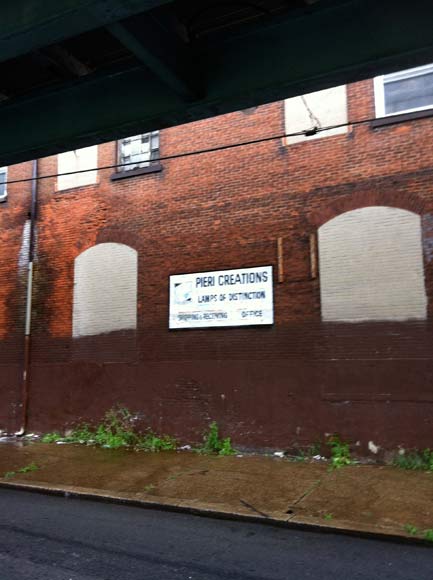 PIERI CREATIONS
LAMPS OF DISTINCTION
SHIPPING & RECEIVING OFFICE